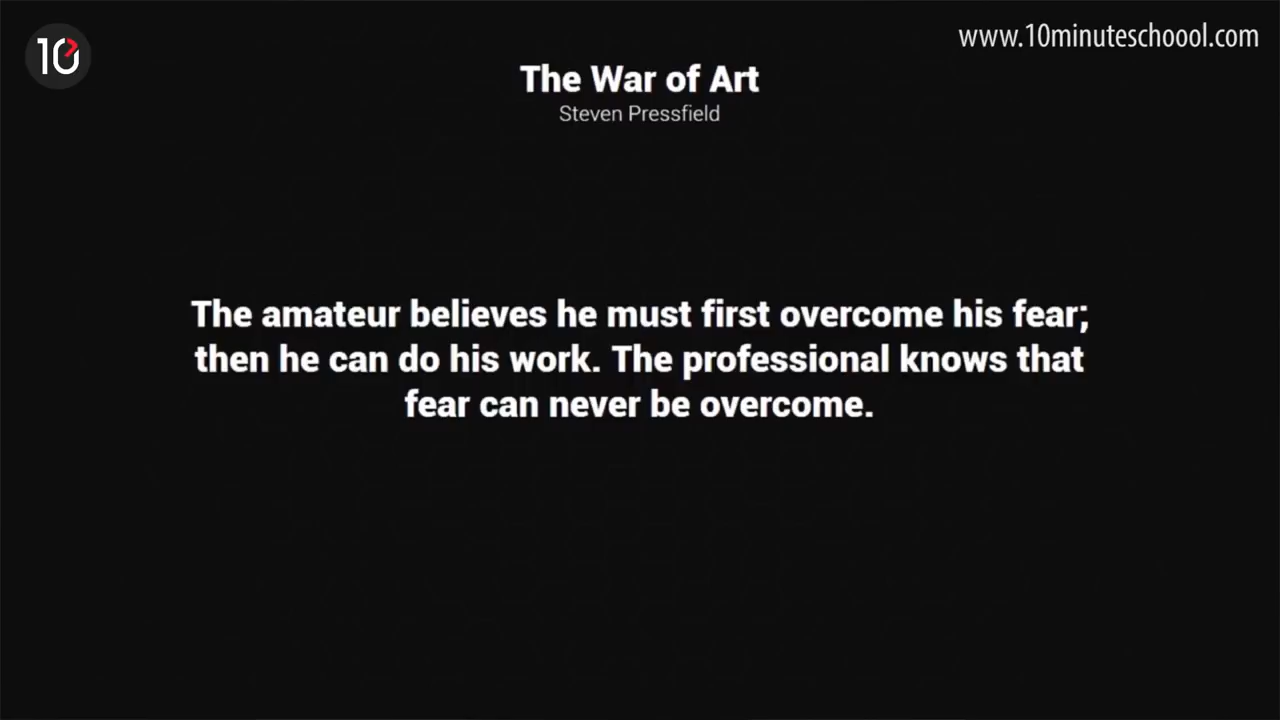 10
www.10minuteschoool.com
The War of Art
Steven Pressfield
The amateur believes he must first overcome his fear;
then he can do his work. The professional knows that
fear can never be overcome.